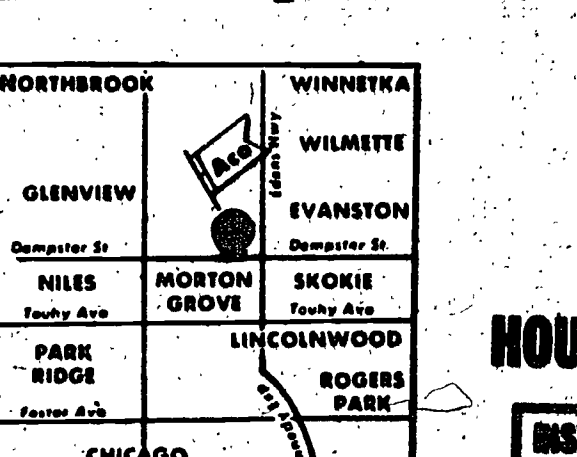 NORTHBROOK
WINNETKA
Edens Hwy
WILMETTE
Aco
GLENVIEW
EVANSTON
Dempster St
Dempster St.
NILES
MORTON
GROVE
SKOKIE
Touhy Ave
Touhy Ave
LINCOLNWOOD
PARK
RIDGE
ROGERS
PARK
HOU
Foster Ave
CHICAGO